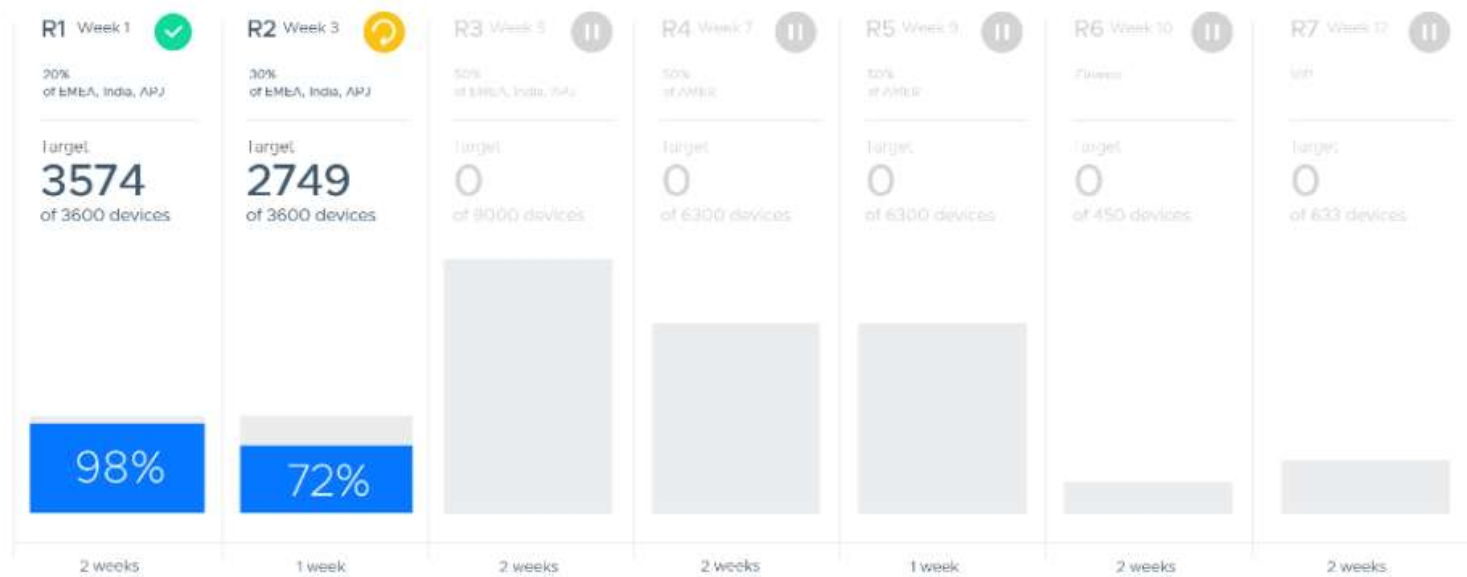 R1 Week 1
20%
of EMEA, India, APJ
Target
3574
of 3600 devices
98%
2 weeks
R2 Week 3
30%
of EMEA, India, APJ
Target
2749
of 3600 devices
72%
1 week
R3 Week 5
50%
of EMEA, India, APJ
Target
0
of 9000 devices
2 weeks
R4 Week 7
50%
of AMER
Target
0
of 6300 devices
2 weeks
R5 Week 9
50%
of AMER
Target
0
of 6300 devices
1 week
R6 Week 10
Finance
Target
0
of 450 devices
2 weeks
R7 Week 12
Target
0
of 633 devices
2 weeks